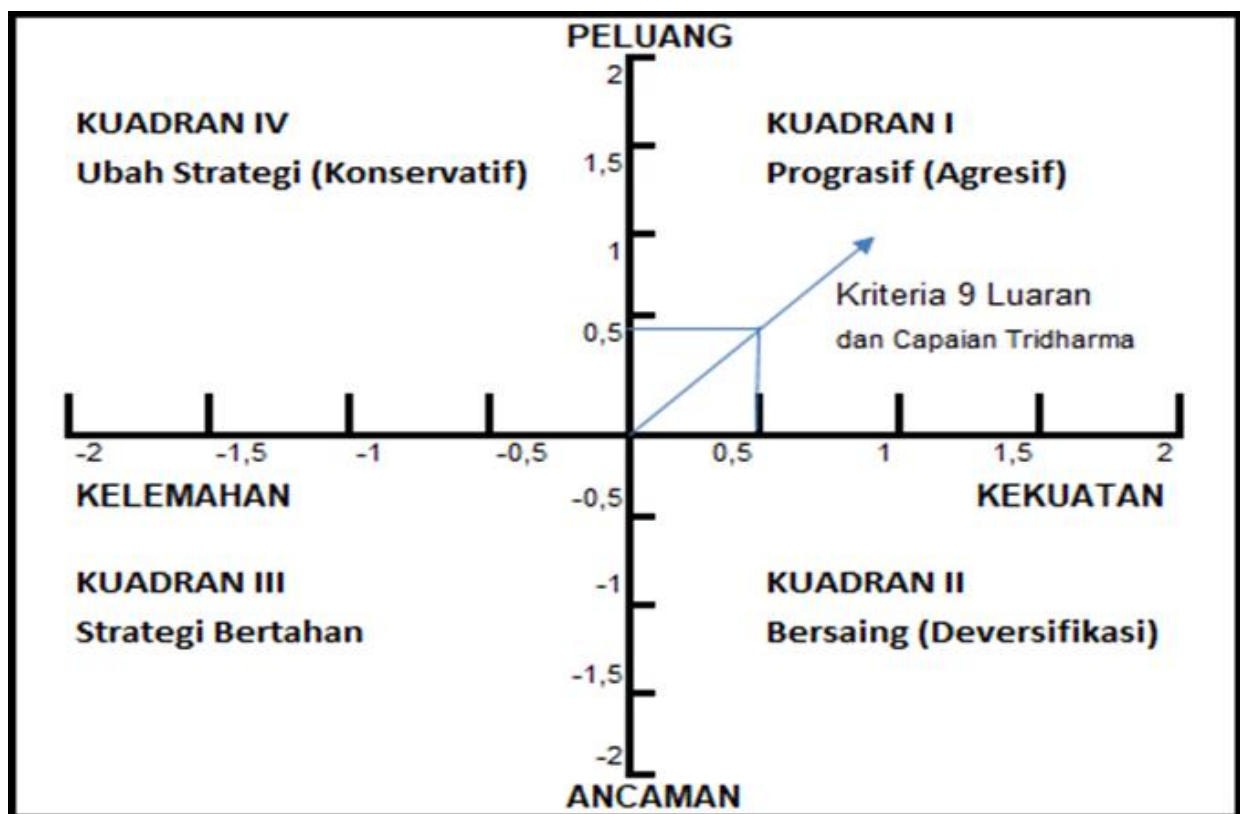 PELUANG
2
KUADRAN IV
Ubah Strategi (Konservatif)
KUADRAN I
Prograsif (Agresif)
1,5
1
Kriteria 9 Luaran
dan Capaian Tridharma
0,5
-2 -1,5 -1 -0,5 0,5 1 1,5 2
KELEMAHAN
KEKUATAN
-0,5
KUADRAN III
Strategi Bertahan
-1
KUADRAN II
Bersaing (Deversifikasi)
-1,5
-2
ANCAMAN